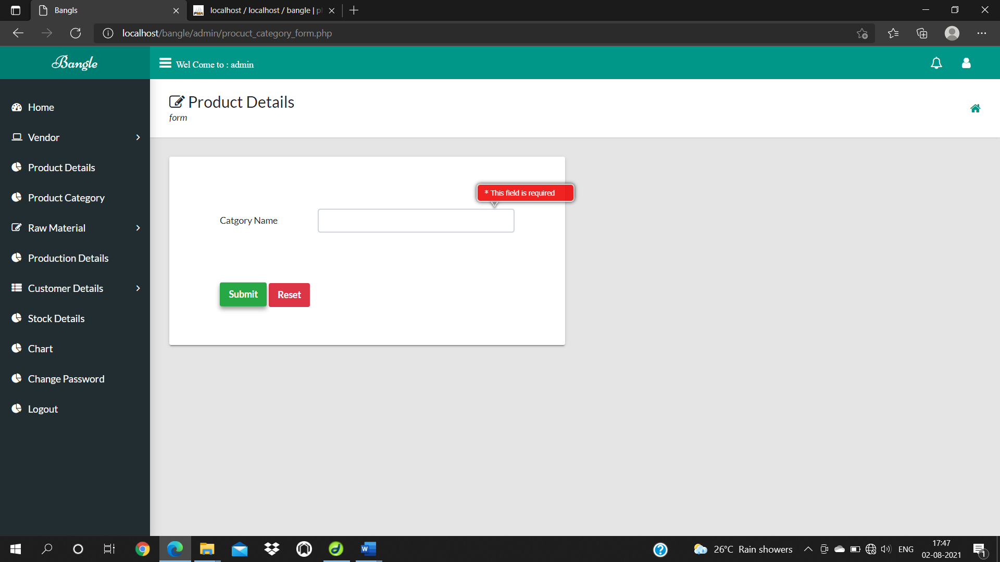 Bangls
localhost / localhost / bangle | p
localhost/bangle/admin/procuct_category_form.php
Bangle
Wel Come to : admin
Product Details
form
Home
Vendor
Product Details
Product Category
Raw Material
Production Details
Customer Details
Stock Details
Chart
Change Password
Logout
* This field is required
Catgory Name
Submit Reset
26°C Rain showers
ENG
17:47
02-08-2021
1